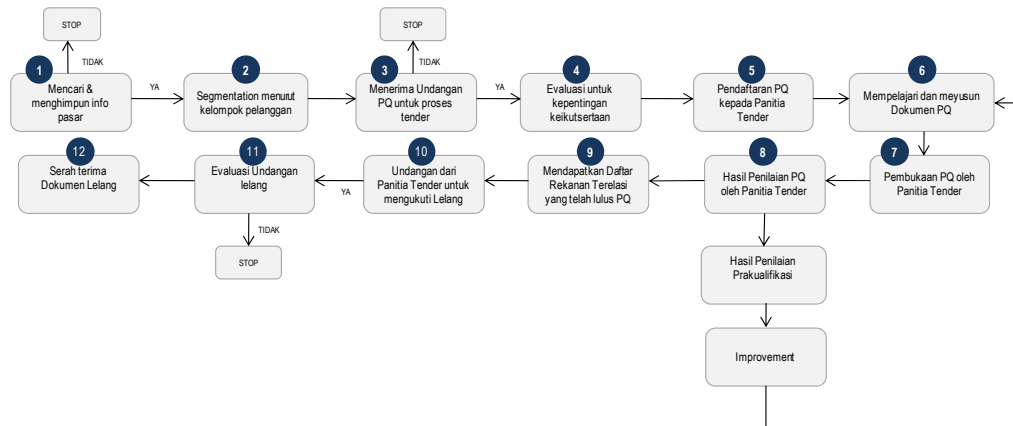 STOP
STOP
TIDAK
TIDAK
1
Mencari &
menghimpun info
pasar
YA
2
Segmentation menurut
kelompok pelanggan
3
Menerima Undangan
PQ untuk proses
tender
YA
4
Evaluasi untuk
kepentingan
keikutsertaan
5
Pendaftaran PQ
kepada Panitia
Tender
6
Mempelajari dan meyusun
Dokumen PQ
12
Serah terima
Dokumen Lelang
11
Evaluasi Undangan
lelang
YA
10
Undangan dari
Panitia Tender untuk
mengukuti Lelang
9
Mendapatkan Daftar
Rekanan Terelasi
yang telah lulus PQ
8
Hasil Penilaian
PQ oleh Panitia
Tender
7
Pembukaan PQ oleh
Panitia Tender
TIDAK
STOP
Hasil Penilaian
Prakualifikasi
Improvement